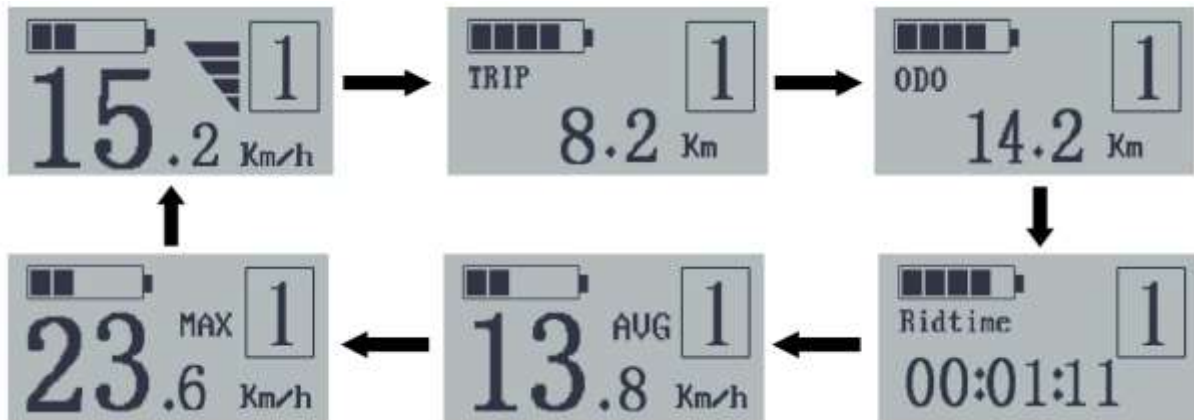 1
15.2 Km/h
TRIP
1
8.2 Km
ODO
1
14.2 Km
MAX
1
23.6 Km/h
AVG
1
13.8 Km/h
1
Ridtime
00:01:11